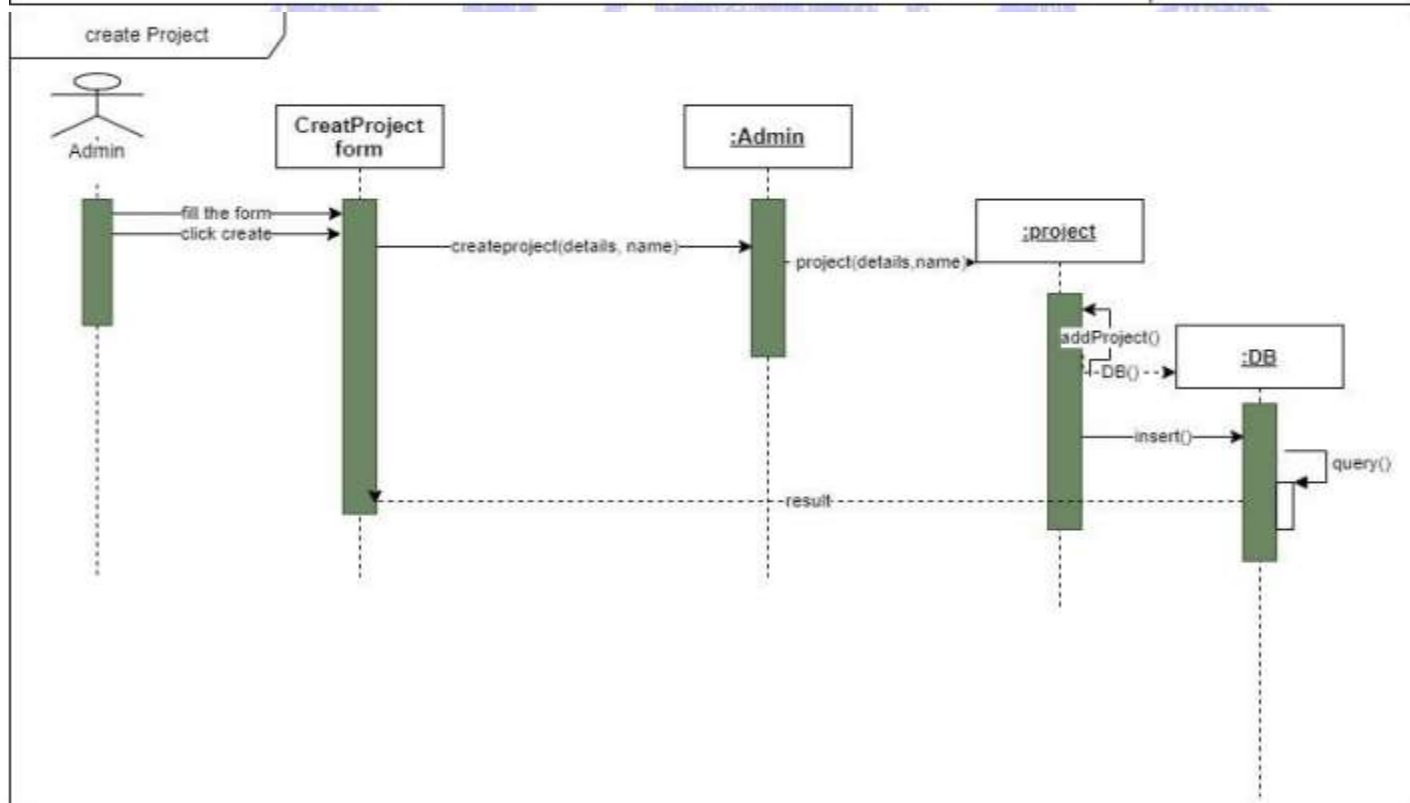 create Project
Admin
CreatProject
form
:Admin
fill the form
click create
createproject(details, name)
:project
project(details,name)
addProject()
:DB
DB()
insert()
query()
result